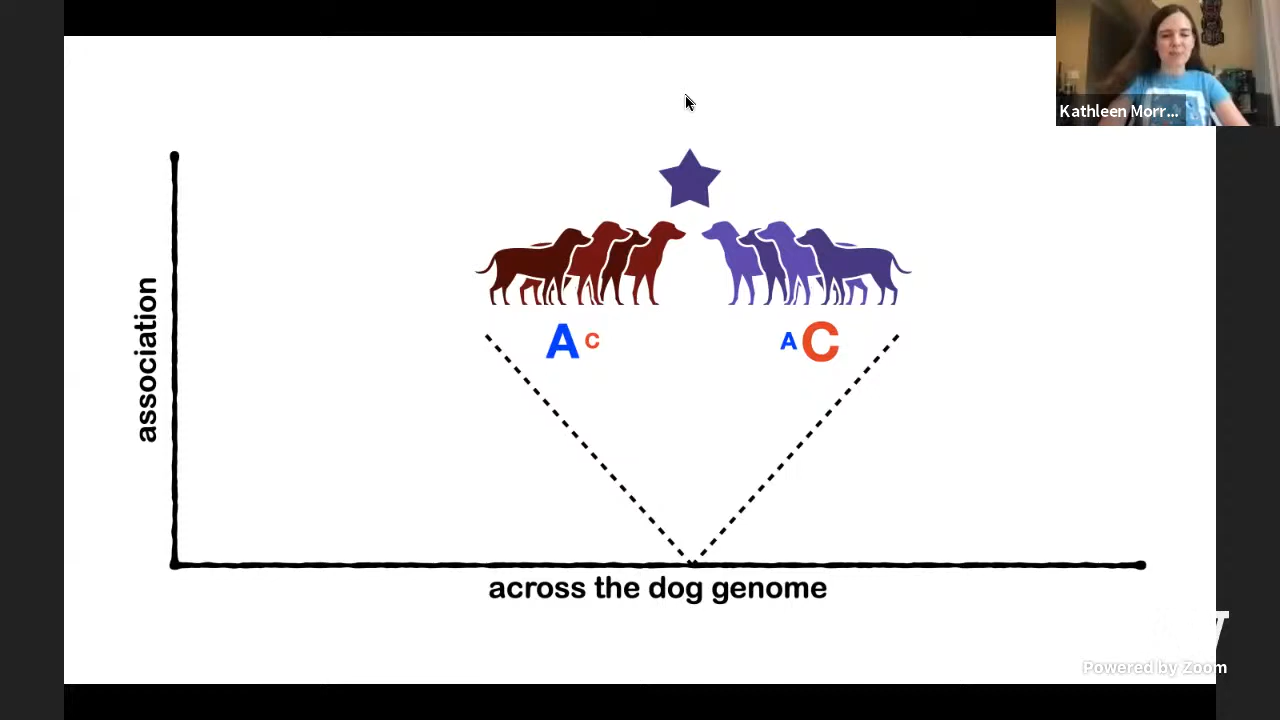 Kathleen Morr...
association
A c
A C
across the dog genome
Powered by Zoom